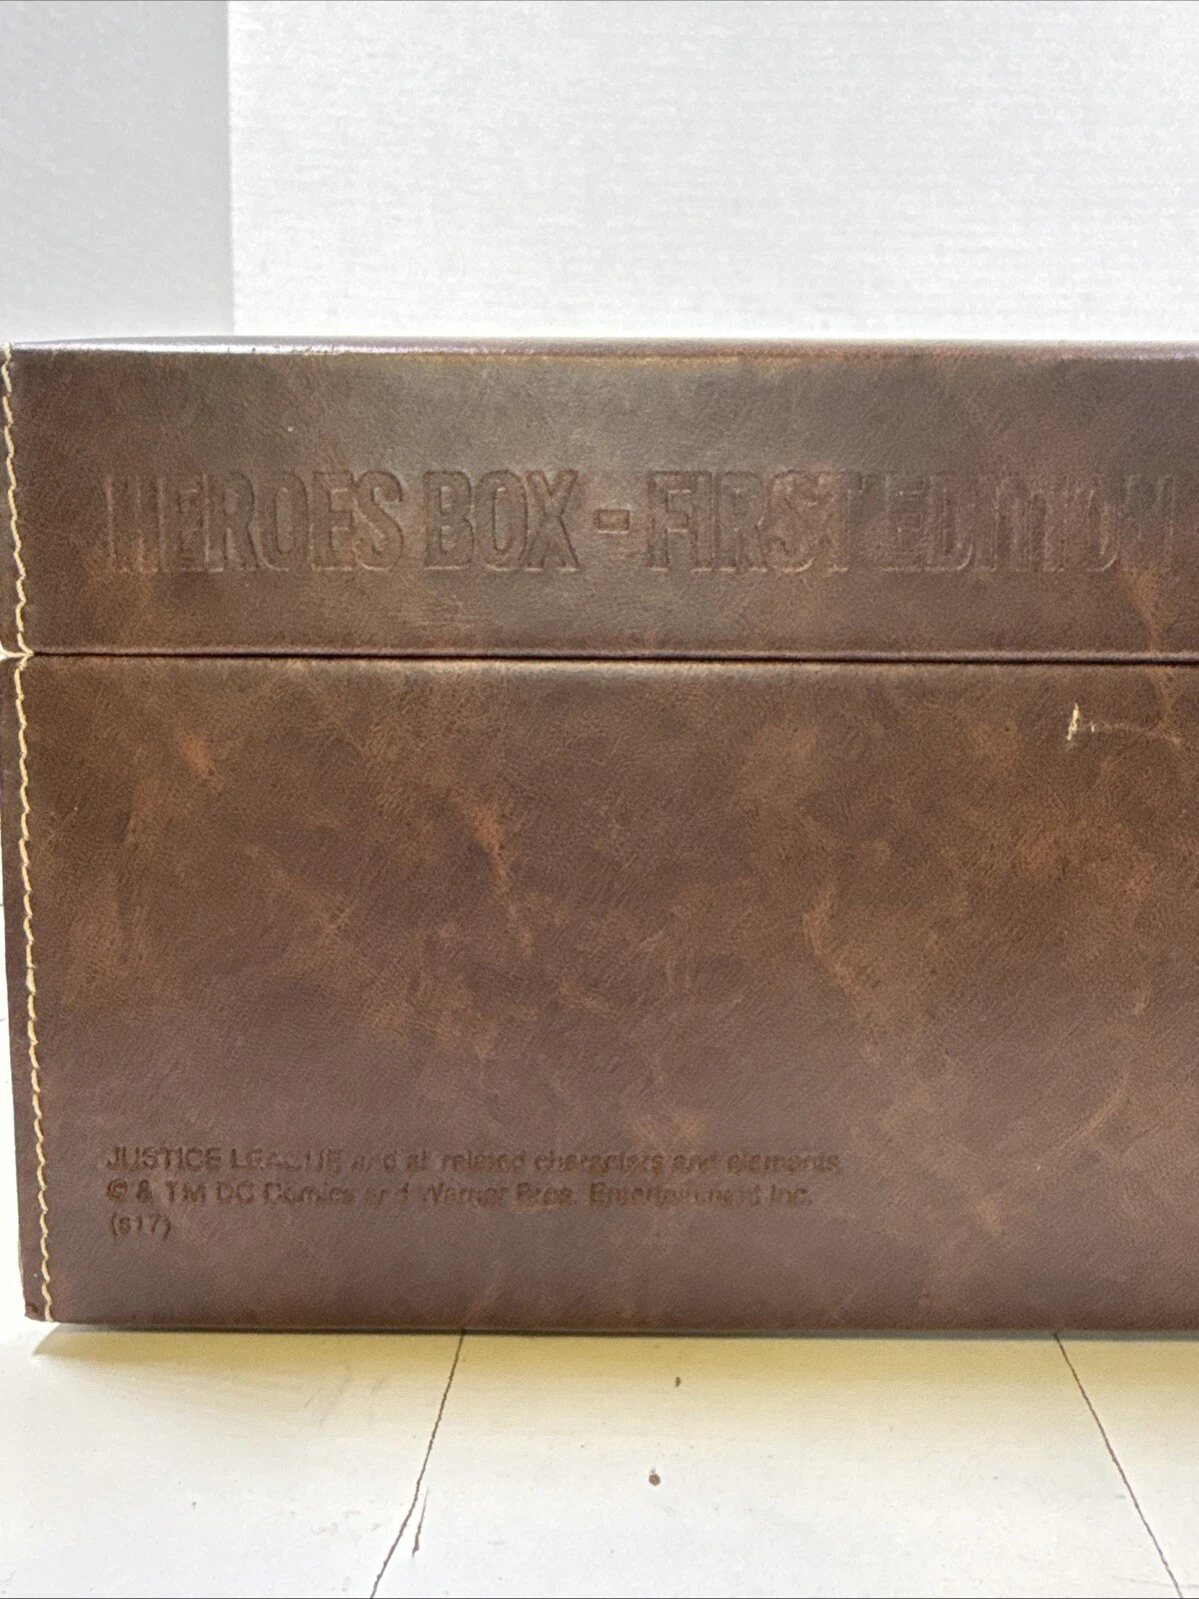 HEROES BOX - FIRST EDITION
JUSTICE LEAGUE and all related characters and elements
© & TM DC Comics and Warner Bros. Entertainment Inc.
(s17)